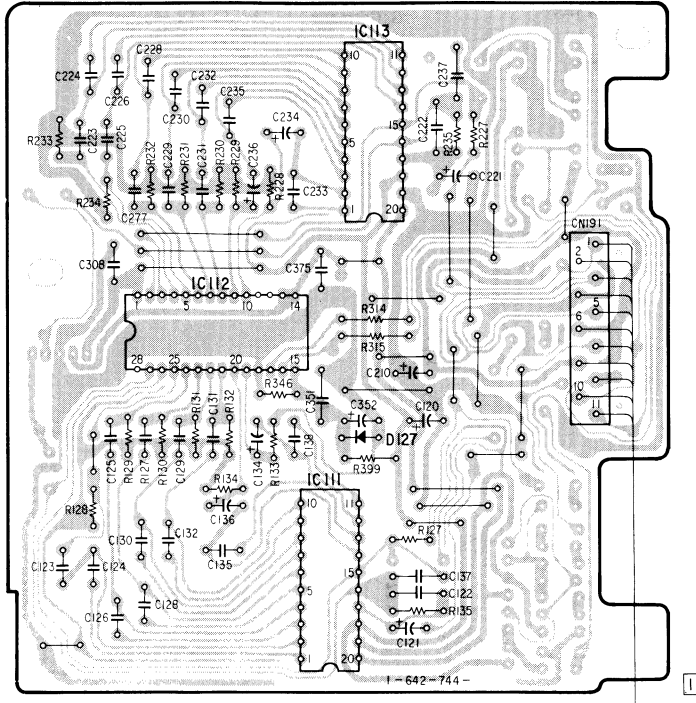 IC113
C228
10
11
C224
C226
C232
C235
C230
C237
C234
R233
C223
C225
R232
C229
R231
C231
R230
R229
C236
5
15
C222
R235
R227
R228
C233
C221
R234
C277
1
20
CN191
1
2
C308
C375
IC112
1
5
10
14
R314
5
6
R315
28
25
20
15
C210
R346
C351
10
11
R131
C131
R132
C352
C120
D127
C125
R129
R127
R130
C129
C134
R133
C138
R399
R134
IC111
C136
10
11
R128
C130
C132
R127
C135
C123
C124
15
C137
5
C122
C128
R135
C126
C121
1
20
1-642-744-
1